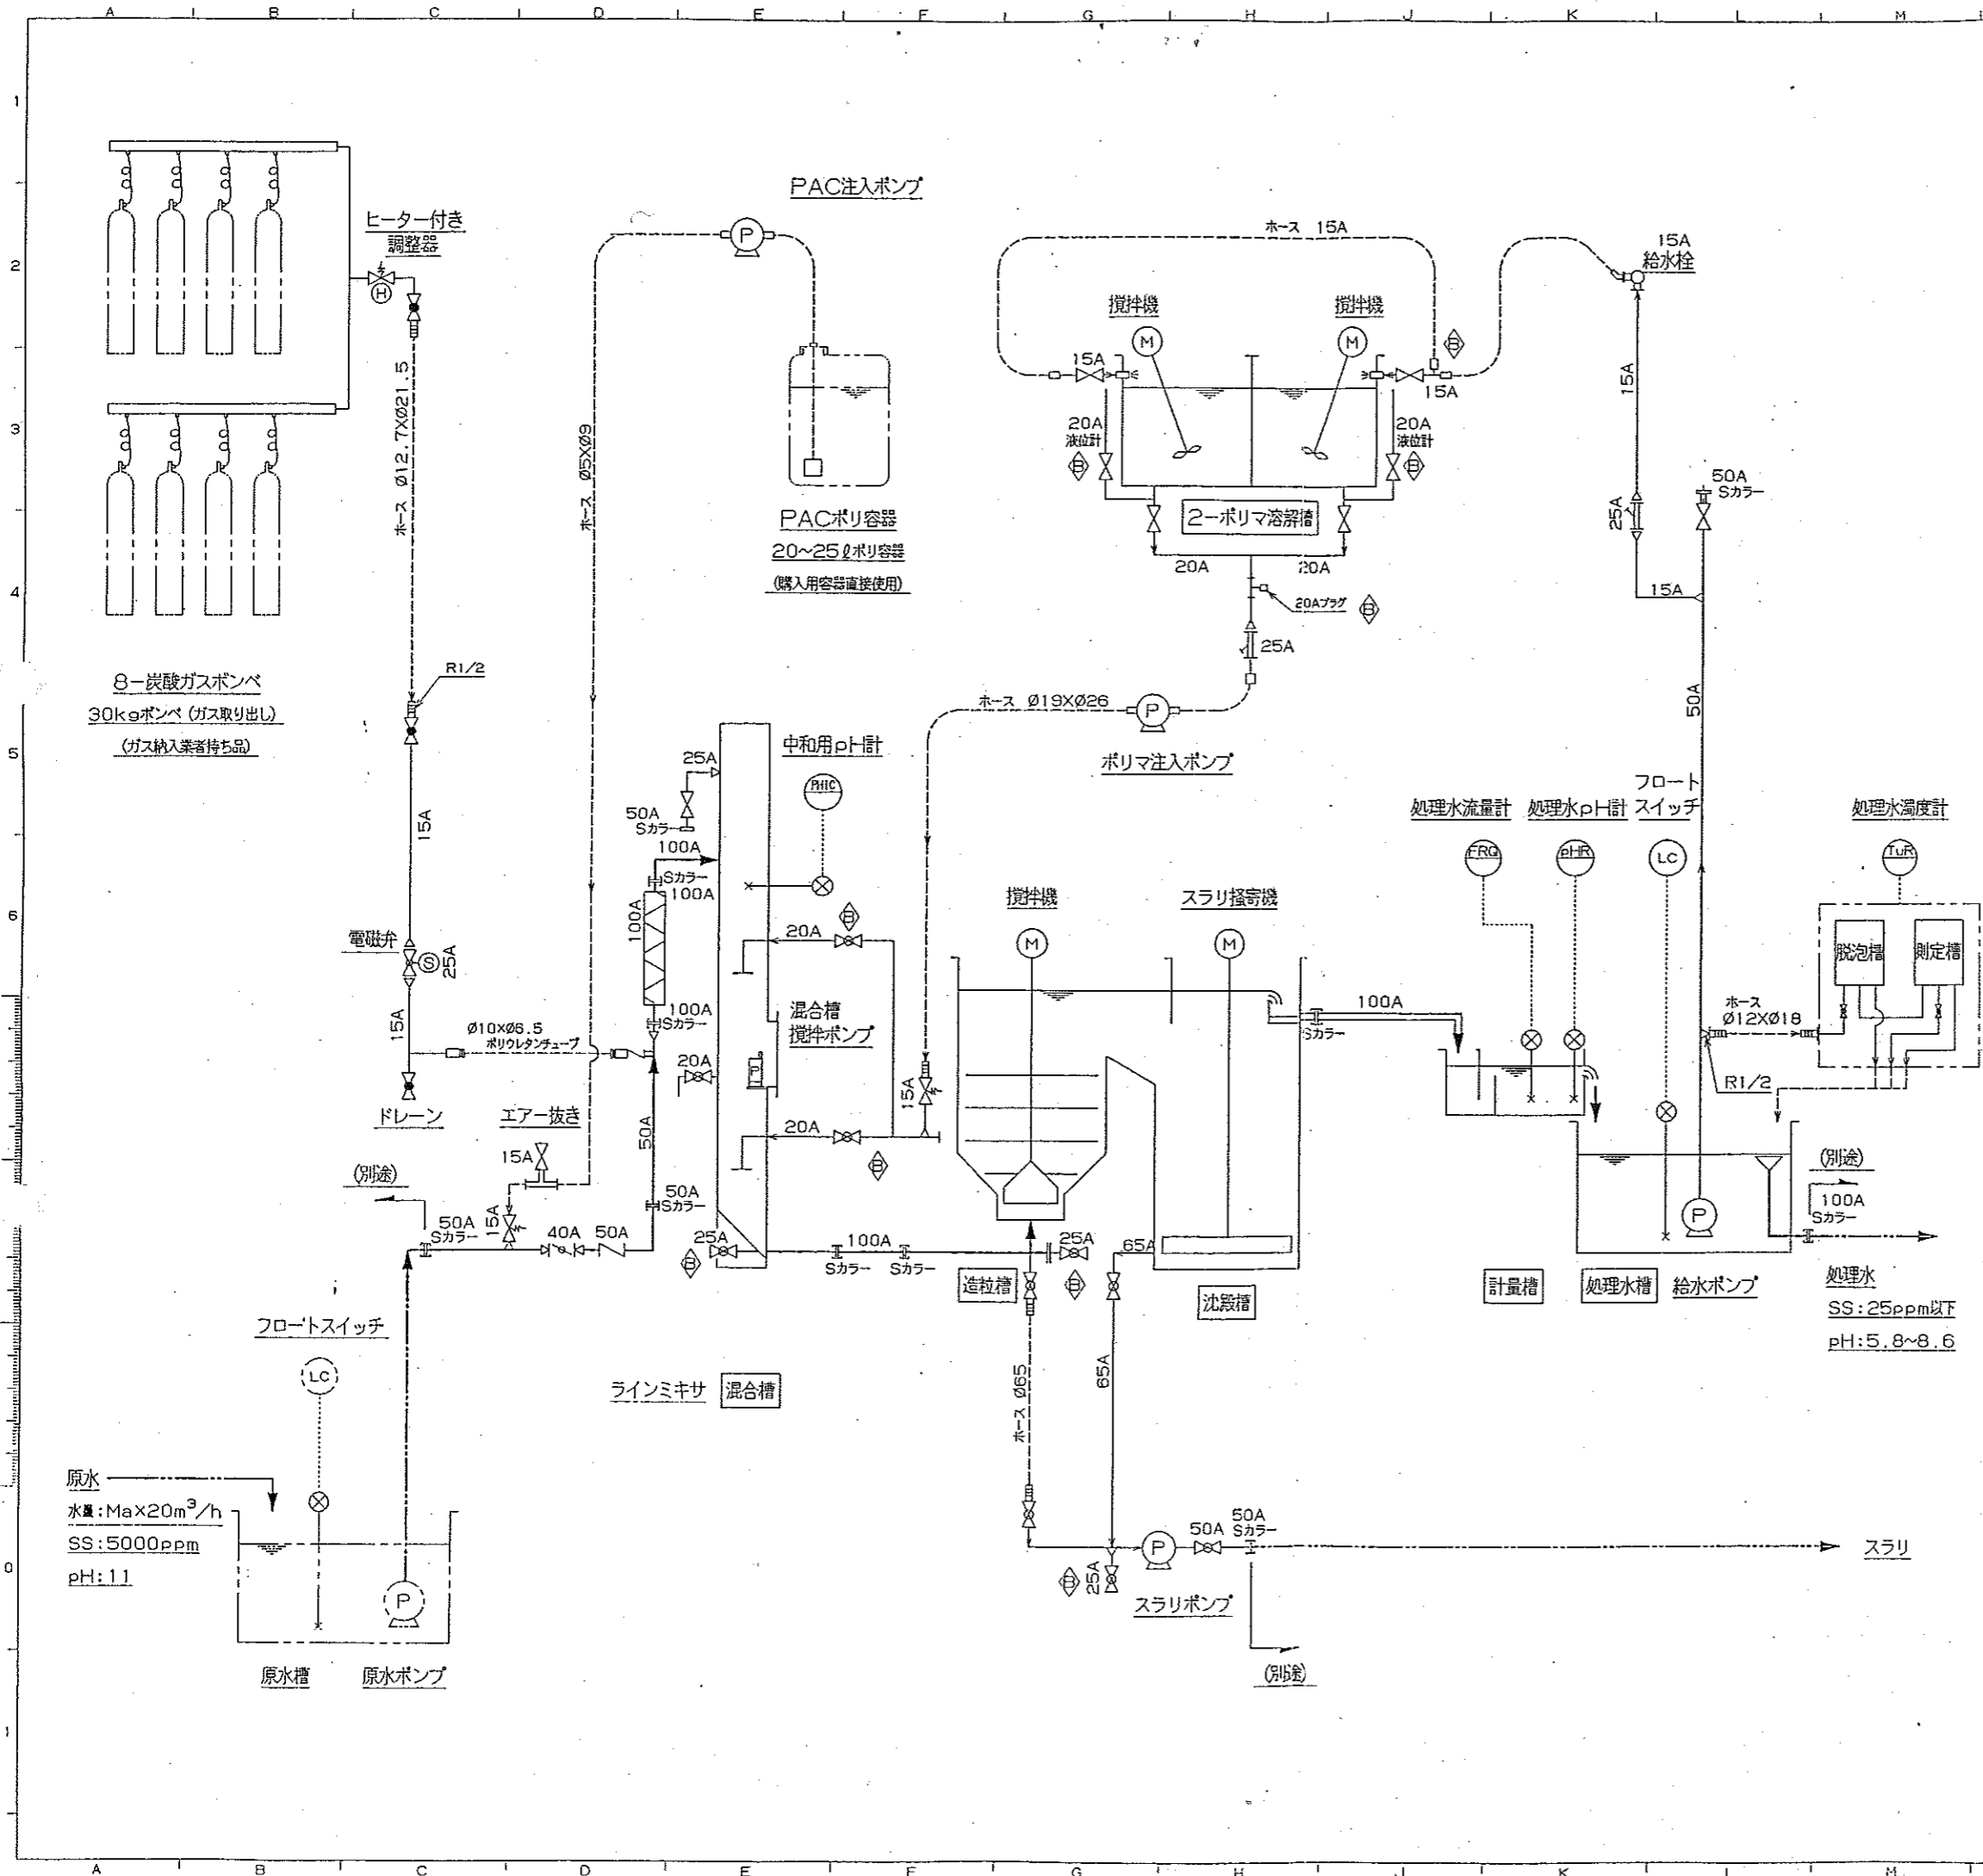 A B C D E F G H J K L M
1
PAC注入ポンプ
ヒーター付き
調整器
2
H
P
ホース 15A
15A
給水栓
撹拌機
撹拌機
M
M
B
15A
15A
15A
3
ホース Ø12.7XØ21.5
ホース Ø5XØ9
20A
液位計
B
20A
液位計
B
50A
Sカラー
25A
PACポリ容器
20~25ℓポリ容器
(購入用容器直接使用)
2-ポリマ溶解槽
20A
20A
4
15A
20Aプラグ
B
25A
8-炭酸ガスボンベ
30kgボンベ (ガス取り出し)
(ガス納入業者持ち品)
R1/2
ホース Ø19XØ26
P
ポリマ注入ポンプ
50A
5
25A
中和用pH計
PHIC
50A
Sカラー
15A
フロート
スイッチ
処理水流量計
処理水pH計
処理水濁度計
100A
Sカラー
100A
100A
FRQ
pHR
LC
TuR
6
撹拌機
スラリ掻寄機
M
M
電磁弁
S
25A
20A
B
脱泡槽
測定槽
15A
100A
Sカラー
混合槽
撹拌ポンプ
100A
Sカラー
ホース
Ø12XØ18
Ø10XØ6.5
ポリウレタンチューブ
20A
P
15A
R1/2
ドレーン
エアー抜き
50A
15A
20A
B
(別途)
(別途)
50A
Sカラー
15A
40A
50A
50A
Sカラー
25A
B
100A
Sカラー
Sカラー
25A
B
65A
P
100A
Sカラー
造粒槽
沈殿槽
計量槽
処理水槽
給水ポンプ
処理水
SS:25ppm以下
pH:5.8~8.6
フロートスイッチ
LC
ラインミキサ
混合槽
ホース Ø65
65A
原水
水量:MaX20m³/h
SS:5000ppm
pH:11
P
50A
50A
Sカラー
P
スラリ
0
B
25A
スラリポンプ
原水槽
原水ポンプ
(別途)
1
A B C D E F G H J K L M